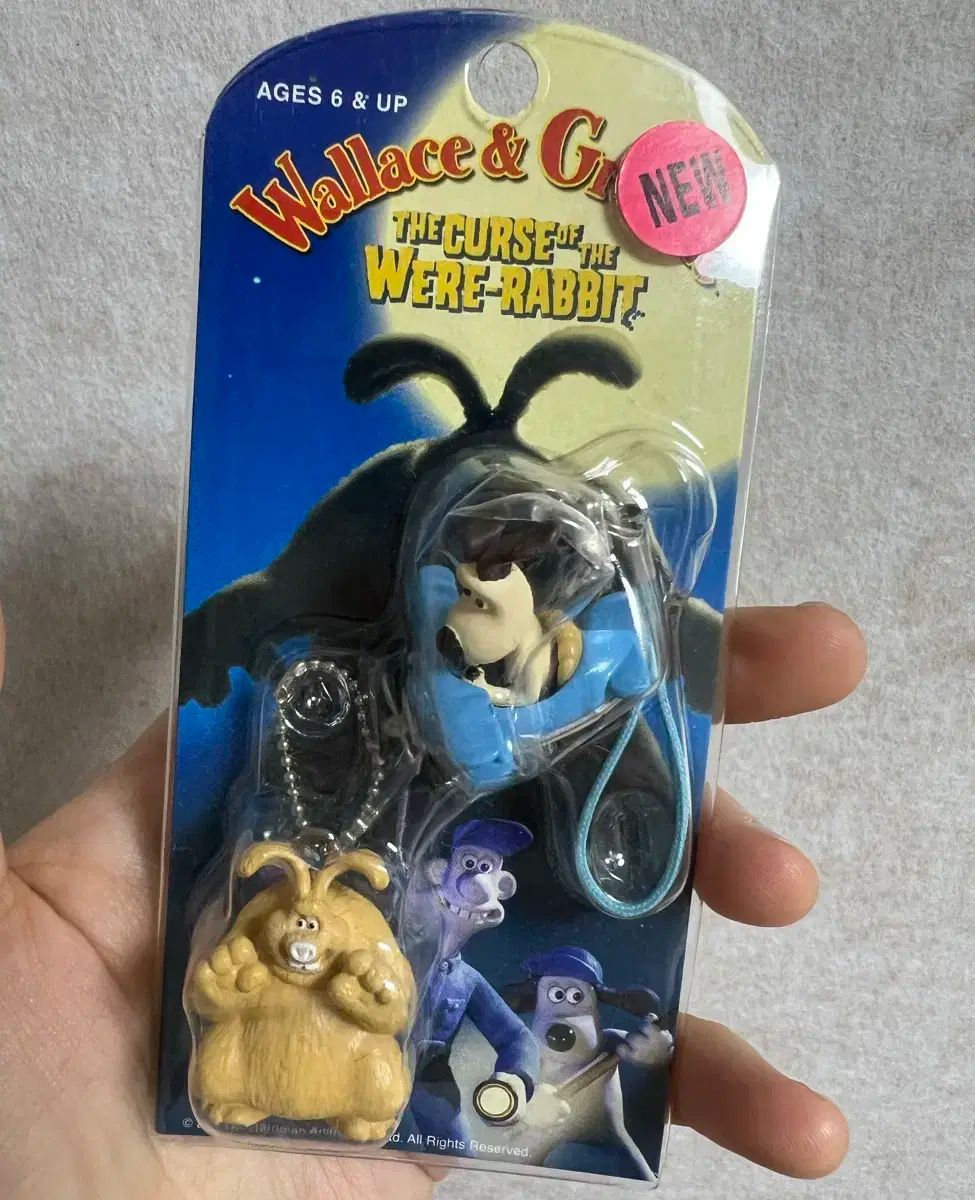 AGES 6 & UP
Wallace & Gr
NEW
THE CURSE OF THE
WERE-RABBIT
©
d. All Rights Reserved.